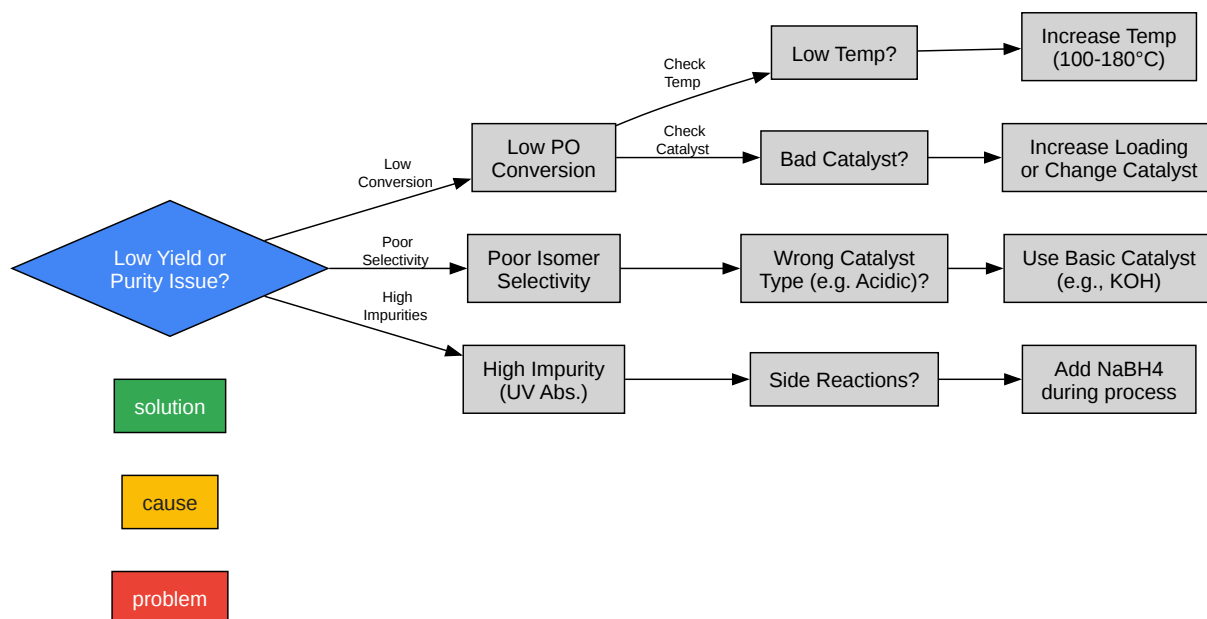 Low Yield or
Purity Issue?
Low
Conversion
Poor
Selectivity
High
Impurities
Low PO
Conversion
Check
Temp
Low Temp?
Increase Temp
(100-180°C)
Check
Catalyst
Bad Catalyst?
Increase Loading
or Change Catalyst
Poor Isomer
Selectivity
Wrong Catalyst
Type (e.g. Acidic)?
Use Basic Catalyst
(e.g., KOH)
High Impurity
(UV Abs.)
Side Reactions?
Add NaBH4
during process
solution
cause
problem